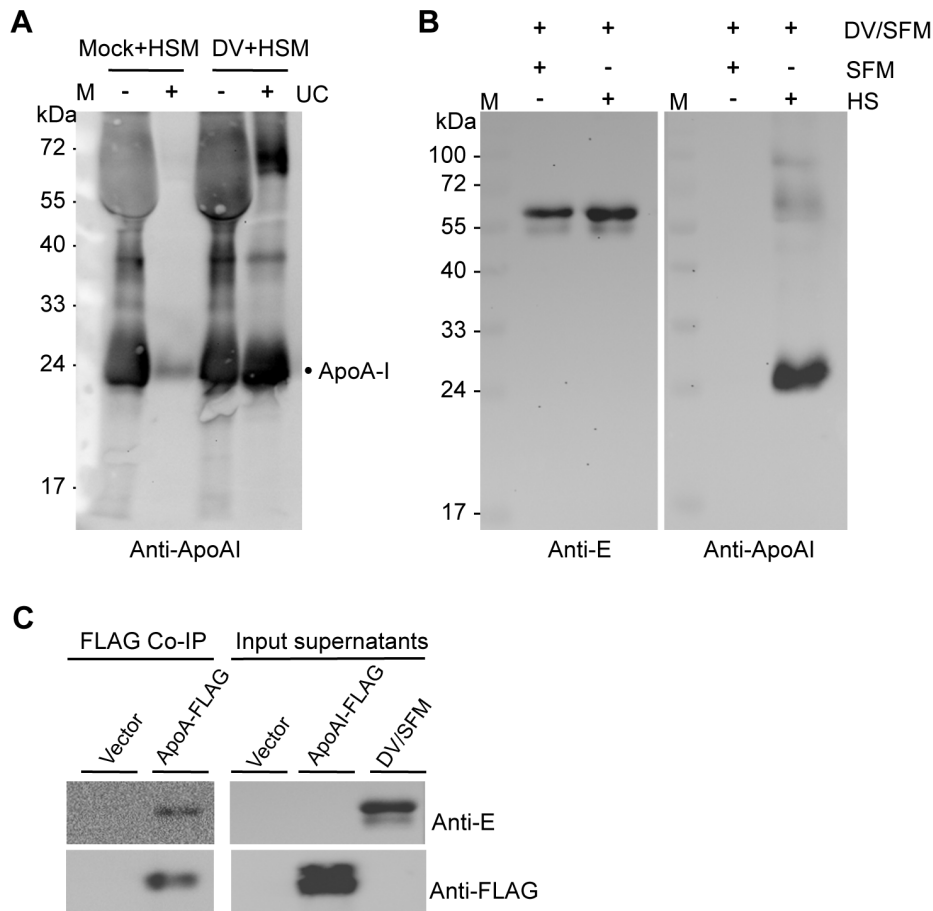 A
Mock+HSM DV+HSM
M - + - + UC
kDa
72
55
40
33
24
17
• ApoA-I
Anti-ApoAI
B
+ + + + DV/SFM
+ - + - SFM
M - + M - + HS
kDa
100
72
55
40
33
24
17
Anti-E Anti-ApoAI
C
FLAG Co-IP Input supernatants
Vector ApoA-FLAG Vector ApoAI-FLAG DV/SFM
Anti-E
Anti-FLAG